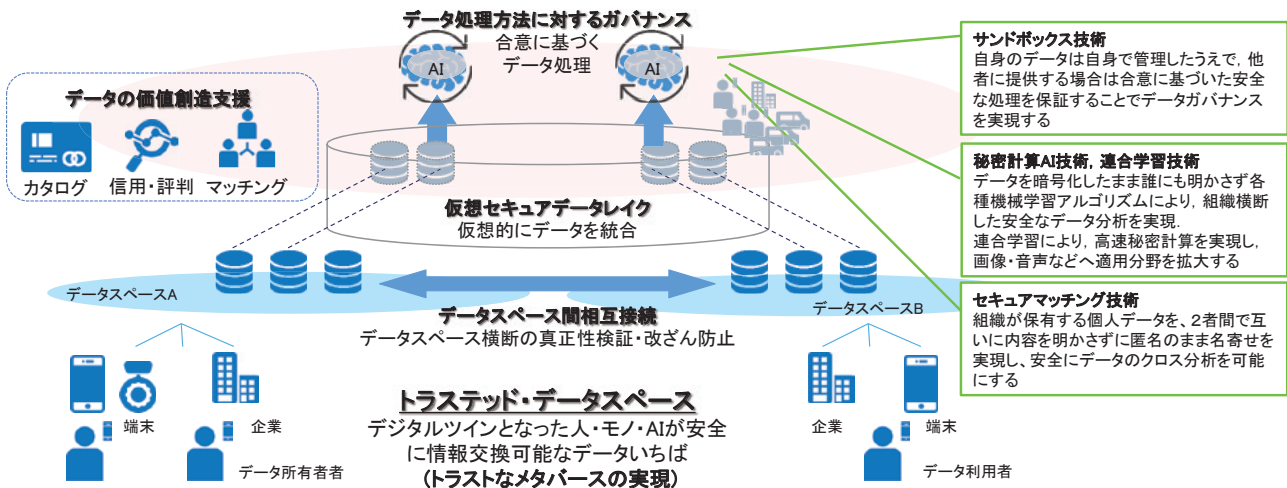 データ処理方法に対するガバナンス
合意に基づく
データ処理
AI
AI
データの価値創造支援
カタログ
信用・評判
マッチング
仮想セキュアデータレイク
仮想的にデータを統合
データスペースA
データスペースB
データスペース間相互接続
データスペース横断の真正性検証・改ざん防止
端末
企業
データ所有者者
トラステッド・データスペース
デジタルツインとなった人・モノ・AIが安全
に情報交換可能なデータいちば
(トラストなメタバースの実現)
企業
端末
データ利用者
サンドボックス技術
自身のデータは自身で管理したうえで, 他
者に提供する場合は合意に基づいた安全
な処理を保証することでデータガバナンス
を実現する
秘密計算AI技術, 連合学習技術
データを暗号化したまま誰にも明かさず各
種機械学習アルゴリズムにより, 組織横断
した安全なデータ分析を実現.
連合学習により, 高速秘密計算を実現し,
画像・音声などへ適用分野を拡大する
セキュアマッチング技術
組織が保有する個人データを、2者間で互
いに内容を明かさずに匿名のまま名寄せを
実現し、安全にデータのクロス分析を可能
にする